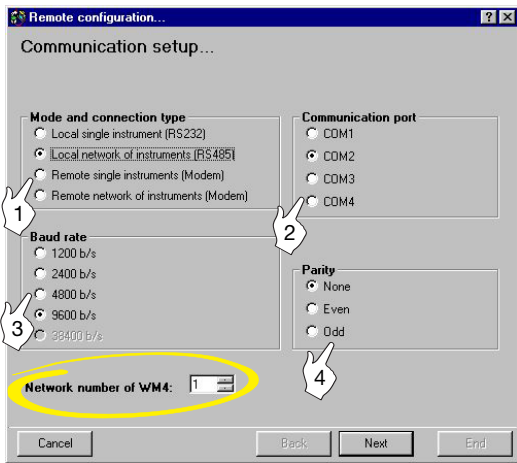 Remote configuration...
Communication setup...
Mode and connection type
Local single instrument (RS232)
Local network of instruments (RS485)
Remote single instruments (Modem)
Remote network of instruments (Modem)
1
Communication port
COM1
COM2
COM3
COM4
2
Baud rate
1200 b/s
2400 b/s
4800 b/s
9600 b/s
38400 b/s
3
Parity
None
Even
Odd
4
Network number of WM4: 1
Cancel Back Next End